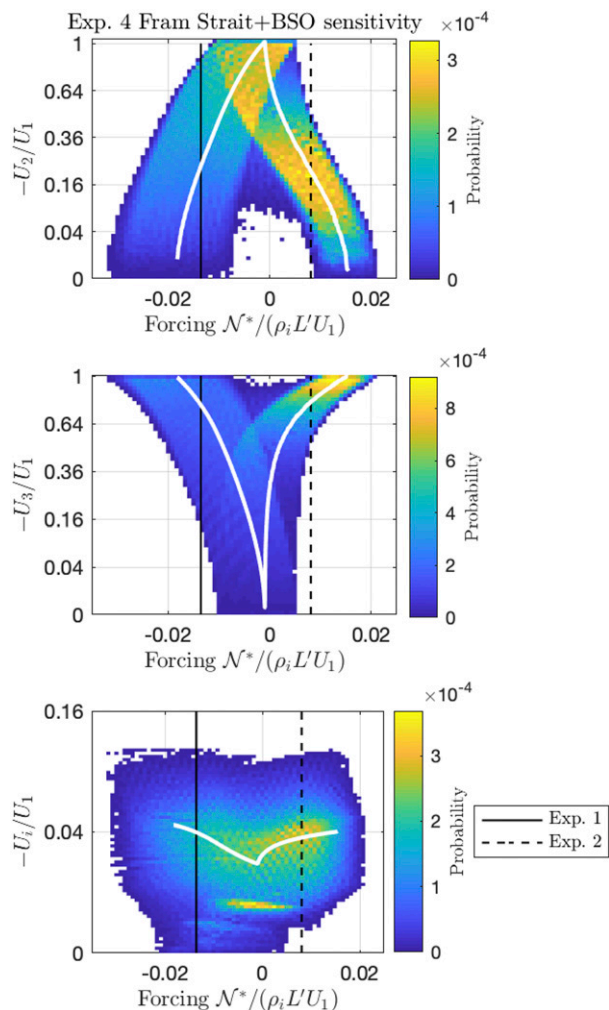 Exp. 4 Fram Strait+BSO sensitivity
×10⁻⁴
1
0.64
0.36
0.16
0.04
0
−U₂/U₁
3
2
1
0
Probability
-0.02 0 0.02
Forcing 𝒩*/(ρᵢL′U₁)
×10⁻⁴
1
0.64
0.36
0.16
0.04
0
−U₃/U₁
8
6
4
2
0
Probability
-0.02 0 0.02
Forcing 𝒩*/(ρᵢL′U₁)
×10⁻⁴
0.16
0.04
0
−Uᵢ/U₁
3
2
1
0
Probability
Exp. 1
Exp. 2
-0.02 0 0.02
Forcing 𝒩*/(ρᵢL′U₁)